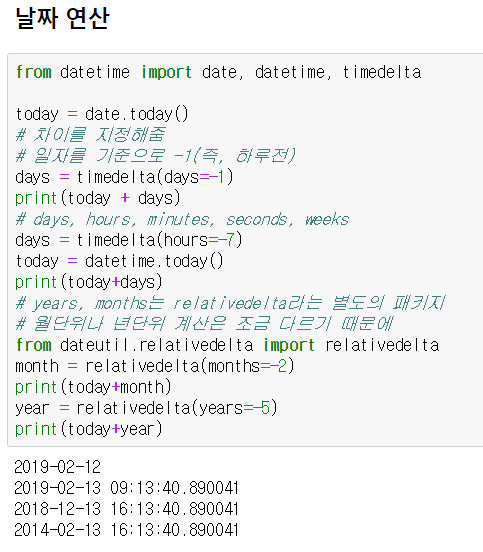 날짜 연산
from datetime import date, datetime, timedelta
today = date.today()
# 차이를 지정해줌
# 일자를 기준으로 -1(즉, 하루전)
days = timedelta(days=-1)
print(today + days)
# days, hours, minutes, seconds, weeks
days = timedelta(hours=-7)
today = datetime.today()
print(today+days)
# years, months는 relativedelta라는 별도의 패키지
# 월단위나 년단위 계산은 조금 다르기 때문에
from dateutil.relativedelta import relativedelta
month = relativedelta(months=-2)
print(today+month)
year = relativedelta(years=-5)
print(today+year)
2019-02-12
2019-02-13 09:13:40.890041
2018-12-13 16:13:40.890041
2014-02-13 16:13:40.890041